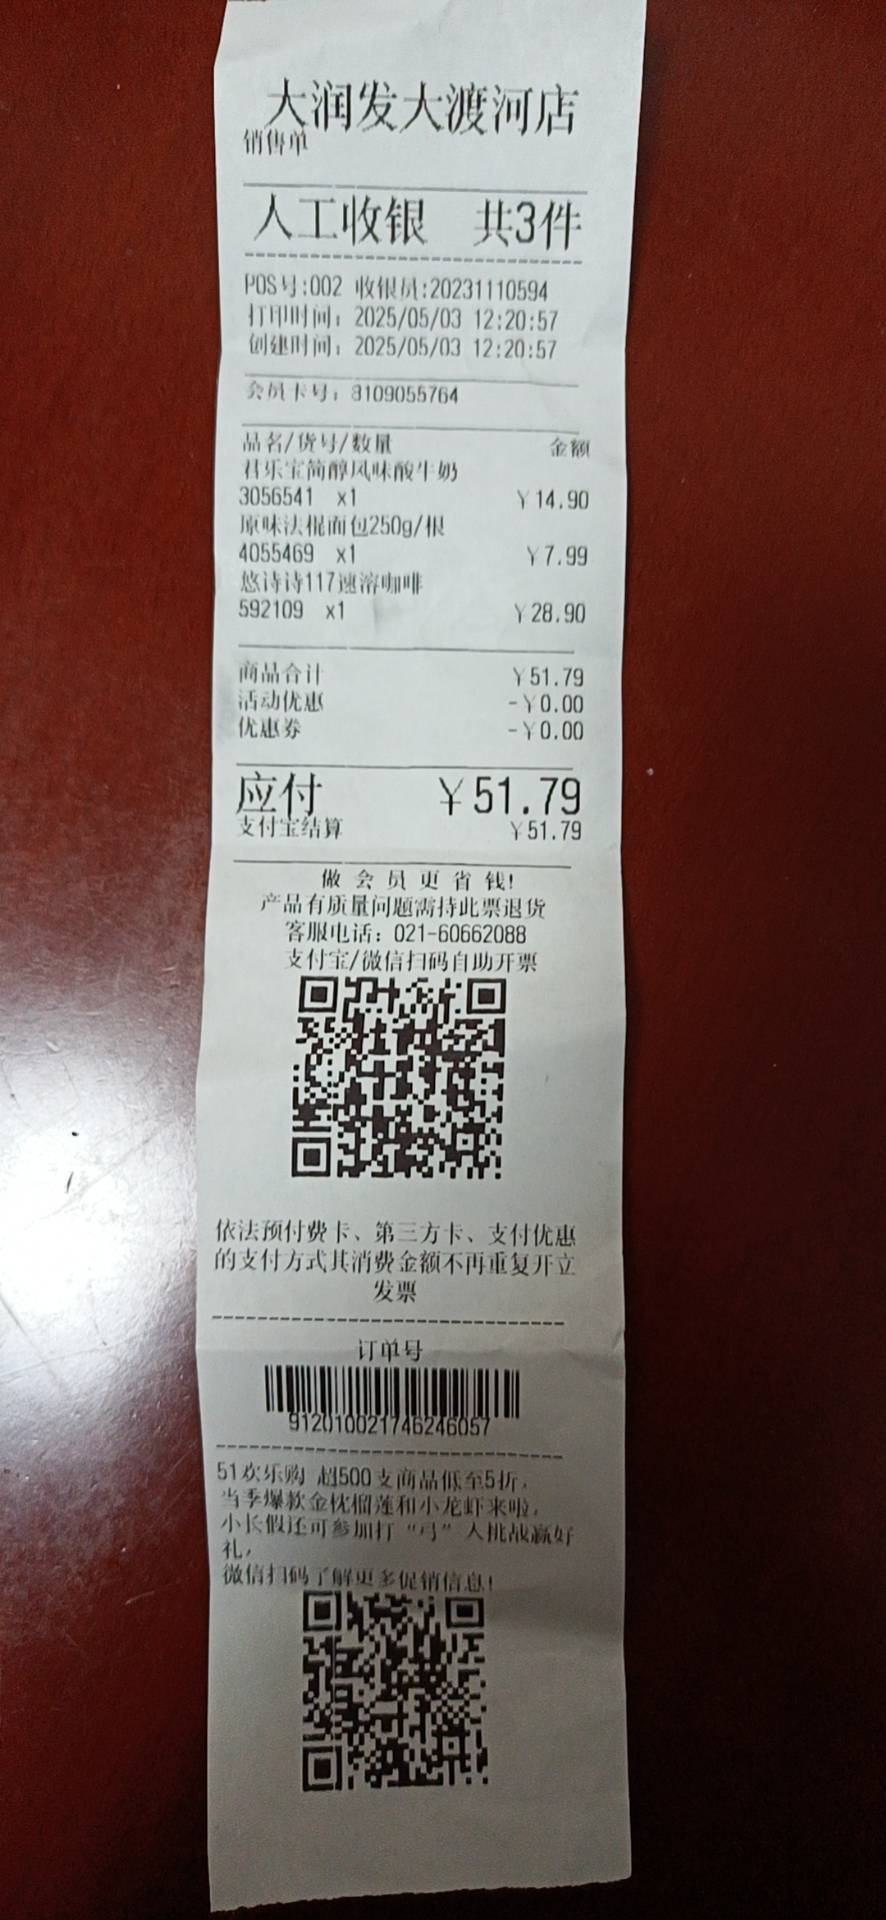 大润发大渡河店
销售单
人工收银 共3件
POS号:002 收银员:20231110594
打印时间: 2025/05/03 12:20:57
创建时间: 2025/05/03 12:20:57
会员卡号: 8109055764
品名/货号/数量 金额
君乐宝简醇风味酸牛奶
3056541 x1 ¥14.90
原味法棍面包250g/根
4055469 x1 ¥7.99
悠诗诗117速溶咖啡
592109 x1 ¥28.90
商品合计 ¥51.79
活动优惠 -¥0.00
优惠券 -¥0.00
应付 ¥51.79
支付宝结算 ¥51.79
做 会 员 更 省 钱!
产品有质量问题需持此票退货
客服电话: 021-60662088
支付宝/微信扫码自助开票
依法预付费卡、第三方卡、支付优惠
的支付方式其消费金额不再重复开立
发票
订单号
912010021746246057
51欢乐购 超500支商品低至5折,
当季爆款金枕榴莲和小龙虾来啦,
小长假还可参加打“弓”人挑战赢好
礼,
微信扫码了解更多促销信息!